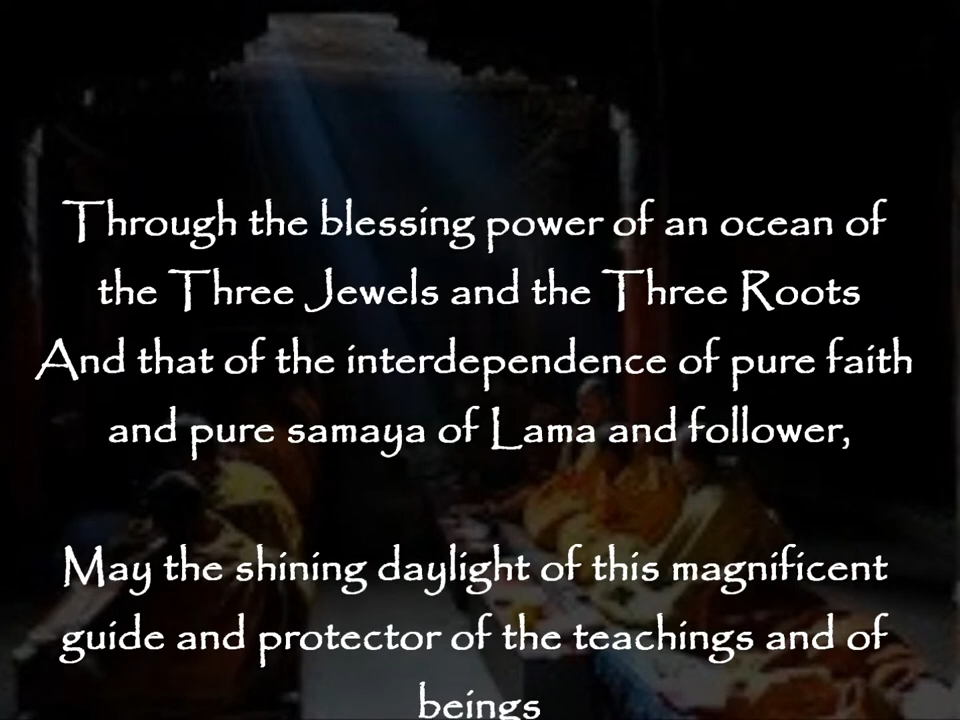 Through the blessing power of an ocean of
the Three Jewels and the Three Roots
And that of the interdependence of pure faith
and pure samaya of Lama and follower,
May the shining daylight of this magnificent
guide and protector of the teachings and of
beings